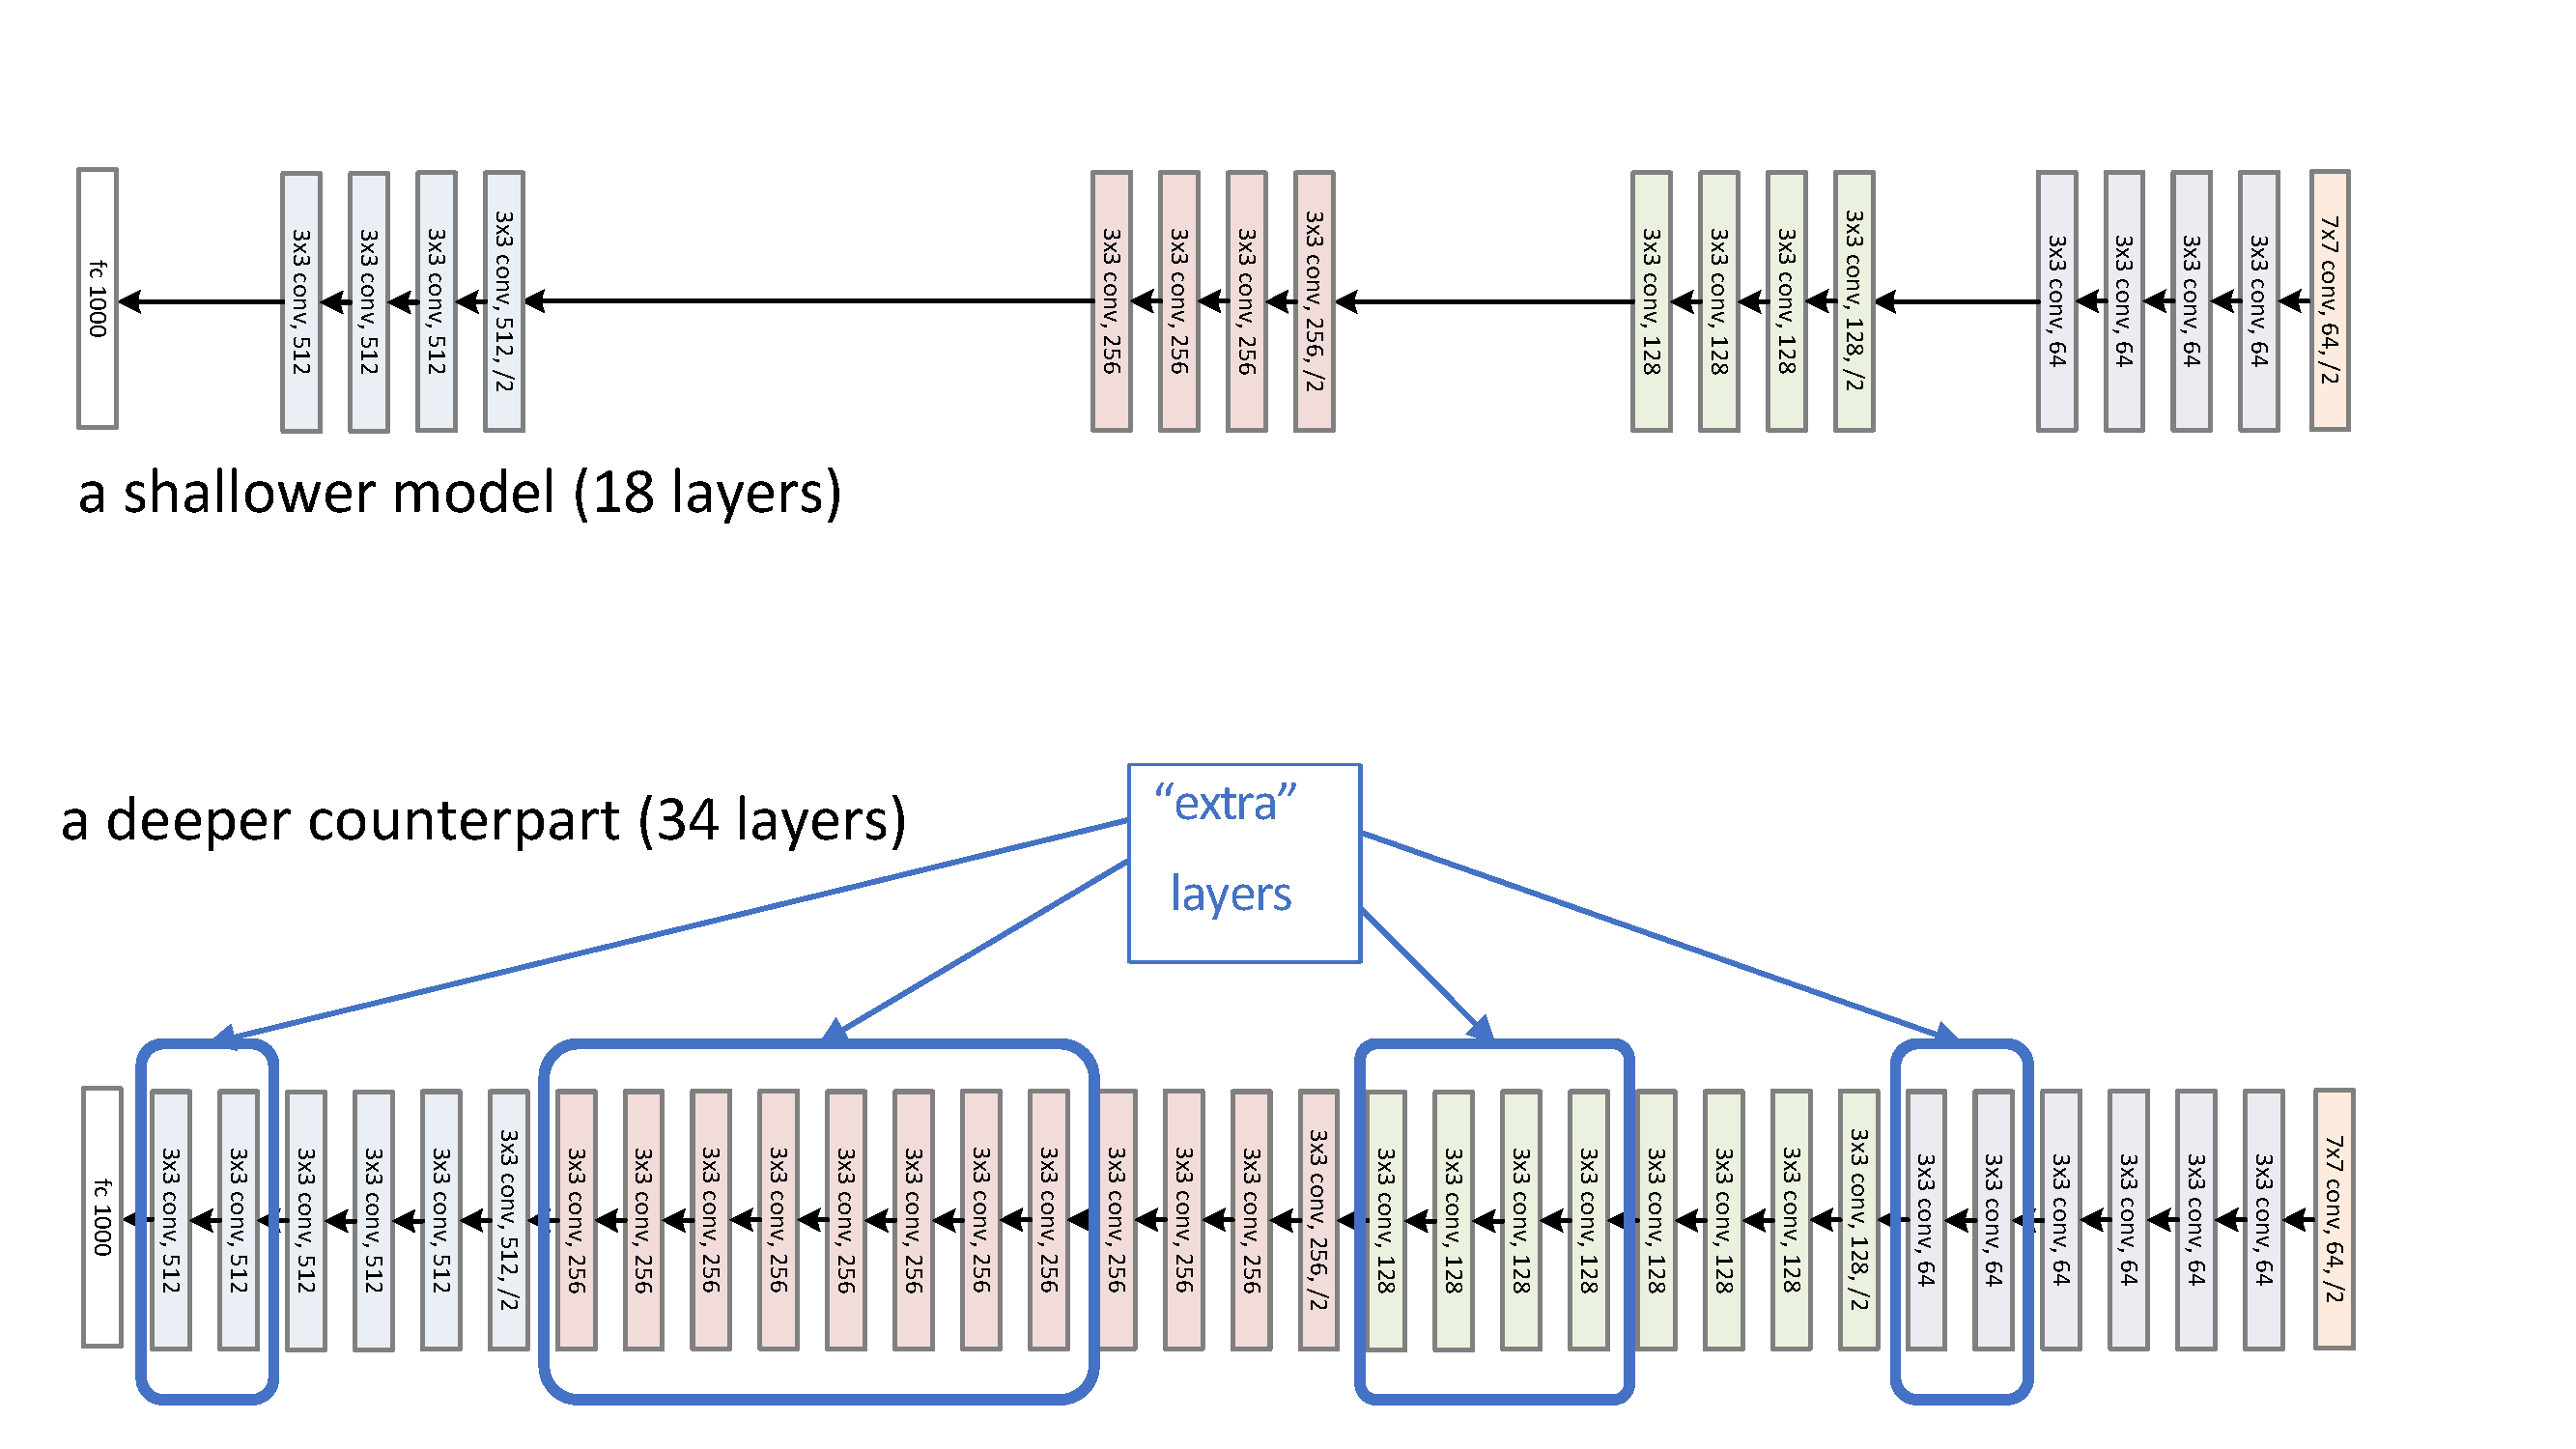 fc 1000
3x3 conv, 512
3x3 conv, 512
3x3 conv, 512
3x3 conv, 512, /2
3x3 conv, 256
3x3 conv, 256
3x3 conv, 256
3x3 conv, 256, /2
3x3 conv, 128
3x3 conv, 128
3x3 conv, 128
3x3 conv, 128, /2
3x3 conv, 64
3x3 conv, 64
3x3 conv, 64
3x3 conv, 64
7x7 conv, 64, /2
a shallower model (18 layers)
a deeper counterpart (34 layers)
“extra”
layers
fc 1000
3x3 conv, 512
3x3 conv, 512
3x3 conv, 512
3x3 conv, 512
3x3 conv, 512
3x3 conv, 512, /2
3x3 conv, 256
3x3 conv, 256
3x3 conv, 256
3x3 conv, 256
3x3 conv, 256
3x3 conv, 256
3x3 conv, 256
3x3 conv, 256
3x3 conv, 256
3x3 conv, 256
3x3 conv, 256
3x3 conv, 256, /2
3x3 conv, 128
3x3 conv, 128
3x3 conv, 128
3x3 conv, 128
3x3 conv, 128
3x3 conv, 128
3x3 conv, 128
3x3 conv, 128, /2
3x3 conv, 64
3x3 conv, 64
3x3 conv, 64
3x3 conv, 64
3x3 conv, 64
3x3 conv, 64
7x7 conv, 64, /2